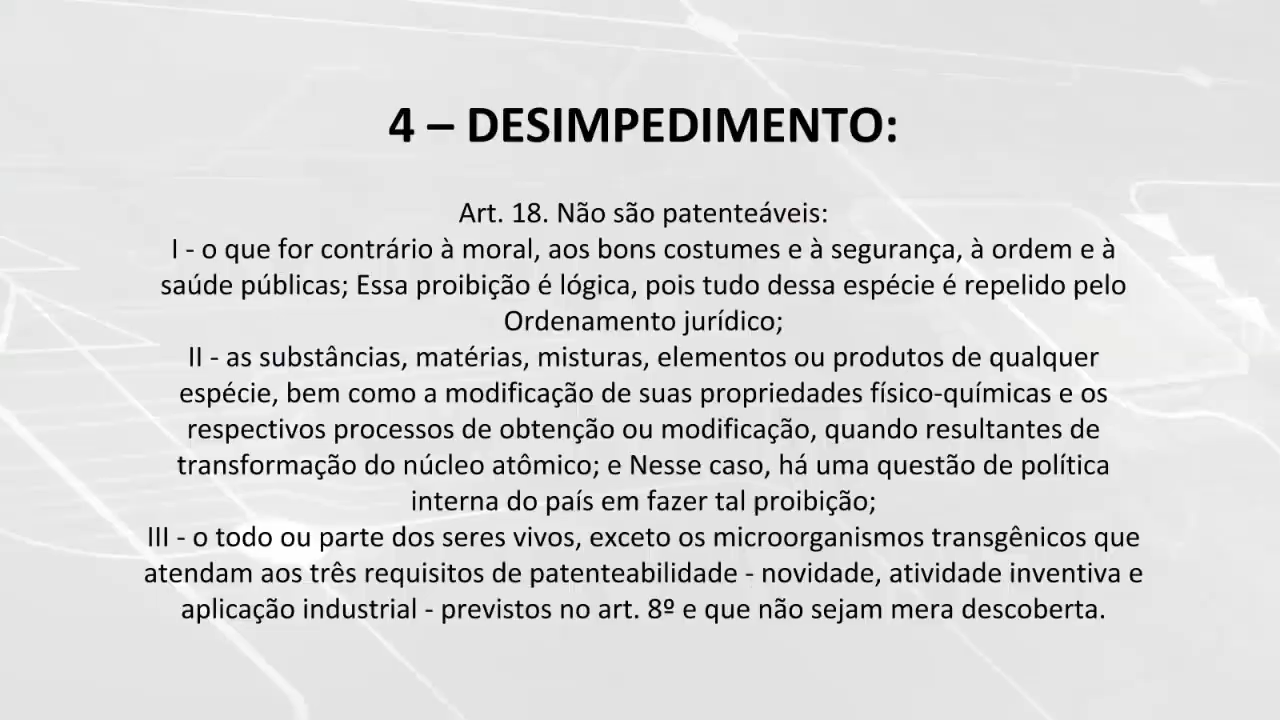 4 – DESIMPEDIMENTO:
Art. 18. Não são patenteáveis:
I - o que for contrário à moral, aos bons costumes e à segurança, à ordem e à
saúde públicas; Essa proibição é lógica, pois tudo dessa espécie é repelido pelo
Ordenamento jurídico;
II - as substâncias, matérias, misturas, elementos ou produtos de qualquer
espécie, bem como a modificação de suas propriedades físico-químicas e os
respectivos processos de obtenção ou modificação, quando resultantes de
transformação do núcleo atômico; e Nesse caso, há uma questão de política
interna do país em fazer tal proibição;
III - o todo ou parte dos seres vivos, exceto os microorganismos transgênicos que
atendam aos três requisitos de patenteabilidade - novidade, atividade inventiva e
aplicação industrial - previstos no art. 8º e que não sejam mera descoberta.